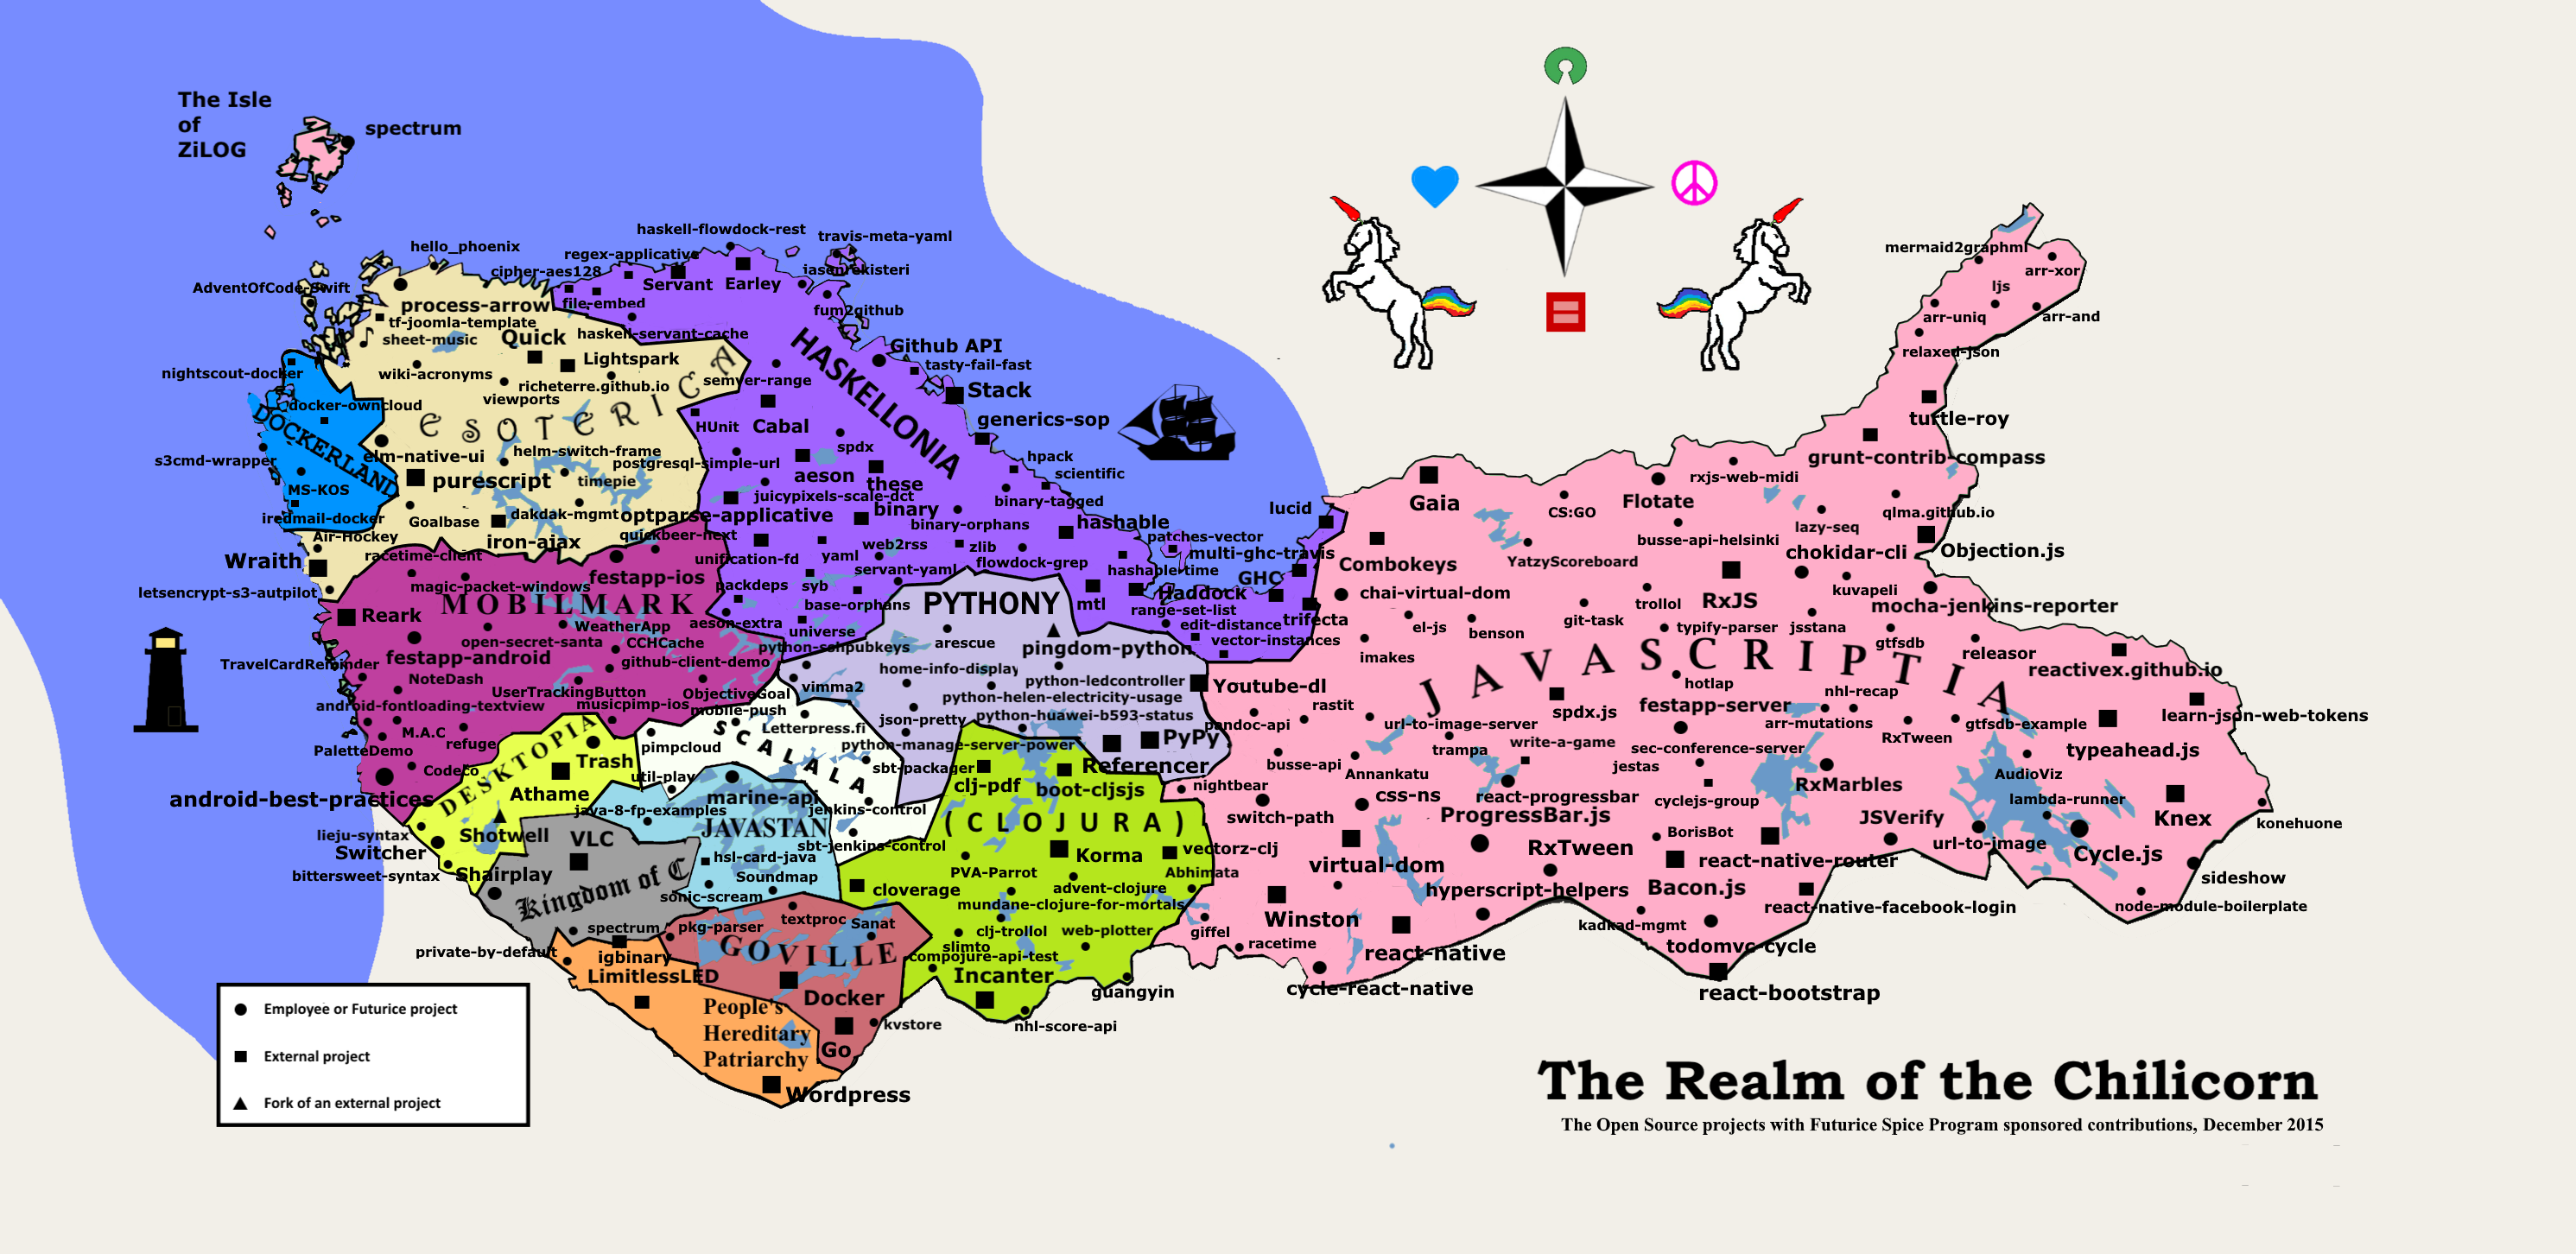 The Isle
of
ZiLOG
spectrum
hello_phoenix
haskell-flowdock-rest
travis-meta-yaml
regex-applicative
cipher-aes128
iasenrekisteri
AdventOfCode-Swift
Servant
Earley
process-arrow
file-embed
fum2github
tf-joomla-template
haskell-servant-cache
sheet-music
Quick
Github API
Lightspark
tasty-fail-fast
nightscout-docker
wiki-acronyms
richeterre.github.io
semver-range
Stack
viewports
docker-owncloud
generics-sop
ESOTERICA
HASKELLONIA
DOCKERLAND
HUnit
Cabal
spdx
s3cmd-wrapper
elm-native-ui
helm-switch-frame
postgresql-simple-url
hpack
scientific
MS-KOS
purescript
timepie
aeson
these
juicypixels-scale-dct
binary-tagged
iredmail-docker
Goalbase
dakdak-mgmt
optparse-applicative
binary
binary-orphans
hashable
lucid
Air-Hockey
iron-ajax
quickbeer-next
patches-vector
Wraith
racetime-client
unification-fd
yaml
web2rss
zlib
flowdock-grep
multi-ghc-travis
servant-yaml
hashable-time
GHC
letsencrypt-s3-autpilot
magic-packet-windows
festapp-ios
packdeps
syb
Haddock
Reark
MOBILMARK
base-orphans
PYTHONY
mtl
range-set-list
trifecta
WeatherApp
aeson-extra
universe
edit-distance
open-secret-santa
CCHCache
python-sshpubkeys
arescue
pingdom-python
vector-instances
TravelCardReminder
festapp-android
github-client-demo
home-info-display
NoteDash
UserTrackingButton
ObjectiveGoal
vimma2
python-ledcontroller
Youtube-dl
android-fontloading-textview
musicpimp-ios
mobile-push
python-helen-electricity-usage
json-pretty
python-huawei-b593-status
pandoc-api
M.A.C
Letterpress.fi
PaletteDemo
refuge
DESKTOPIA
pimpcloud
SCALALA
python-manage-server-power
PyPy
Codeco
Trash
util-play
sbt-packager
Referencer
android-best-practices
Athame
marine-api
clj-pdf
boot-cljsjs
nightbear
java-8-fp-examples
jenkins-control
lieju-syntax
Shotwell
VLC
JAVASTAN
(CLOJURA)
Switcher
sbt-jenkins-control
vectorz-clj
bittersweet-syntax
Shairplay
Kingdom of C
hsl-card-java
Korma
Soundmap
PVA-Parrot
Abhimata
sonic-scream
cloverage
advent-clojure
mundane-clojure-for-mortals
spectrum
pkg-parser
textproc
Sanat
clj-trollol
web-plotter
giffel
private-by-default
igbinary
GOVILLE
slimto
compojure-api-test
LimitlessLED
Incanter
guangyin
People's
Hereditary
Patriarchy
Docker
kvstore
nhl-score-api
Go
Wordpress
mermaid2graphml
arr-xor
ljs
arr-uniq
arr-and
relaxed-json
turtle-roy
grunt-contrib-compass
Gaia
CS:GO
Flotate
rxjs-web-midi
qlma.github.io
lazy-seq
busse-api-helsinki
chokidar-cli
Objection.js
Combokeys
YatzyScoreboard
kuvapeli
chai-virtual-dom
trollol
RxJS
mocha-jenkins-reporter
el-js
benson
git-task
typify-parser
jsstana
gtfsdb
imakes
releasor
JAVASCRIPTIA
reactivex.github.io
hotlap
nhl-recap
rastit
spdx.js
festapp-server
url-to-image-server
arr-mutations
gtfsdb-example
learn-json-web-tokens
trampa
write-a-game
sec-conference-server
RxTween
typeahead.js
busse-api
Annankatu
jestas
AudioViz
css-ns
react-progressbar
cyclejs-group
RxMarbles
lambda-runner
switch-path
ProgressBar.js
JSVerify
Knex
konehuone
BorisBot
virtual-dom
RxTween
react-native-router
url-to-image
Cycle.js
hyperscript-helpers
Bacon.js
sideshow
Winston
react-native-facebook-login
node-module-boilerplate
racetime
react-native
kadkad-mgmt
todomvc-cycle
cycle-react-native
react-bootstrap
Employee or Futurice project
External project
Fork of an external project
The Realm of the Chilicorn
The Open Source projects with Futurice Spice Program sponsored contributions, December 2015